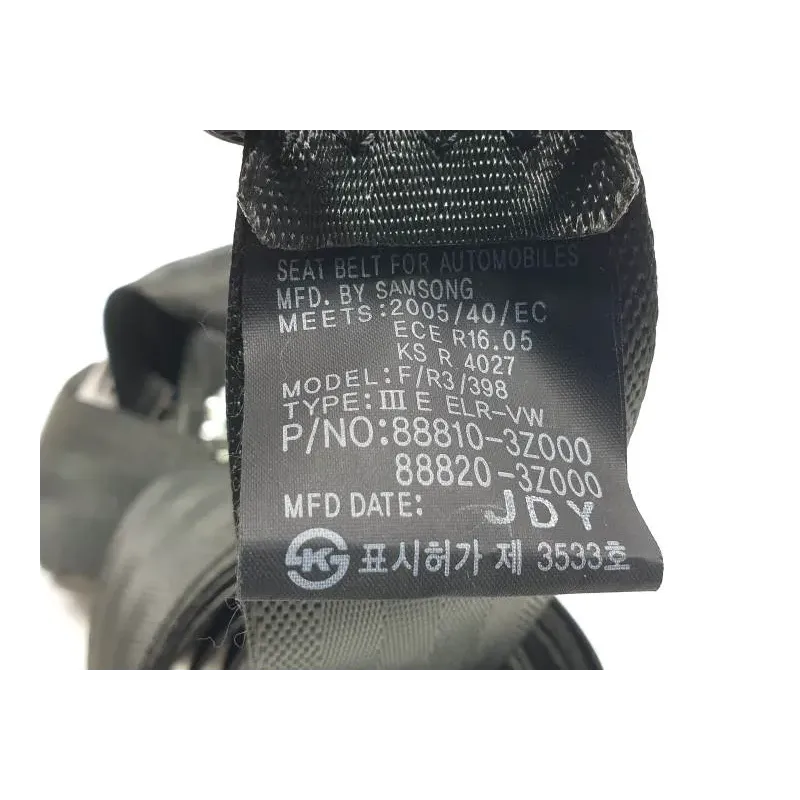 SEAT BELT FOR AUTOMOBILES
MFD. BY SAMSONG
MEETS:2005/40/EC
ECE R16.05
KS R 4027
MODEL:F/R3/398
TYPE:Ⅲ E ELR-VW
P/NO:88810-3Z000
88820-3Z000
MFD DATE: JDY
표시허가 제 3533호